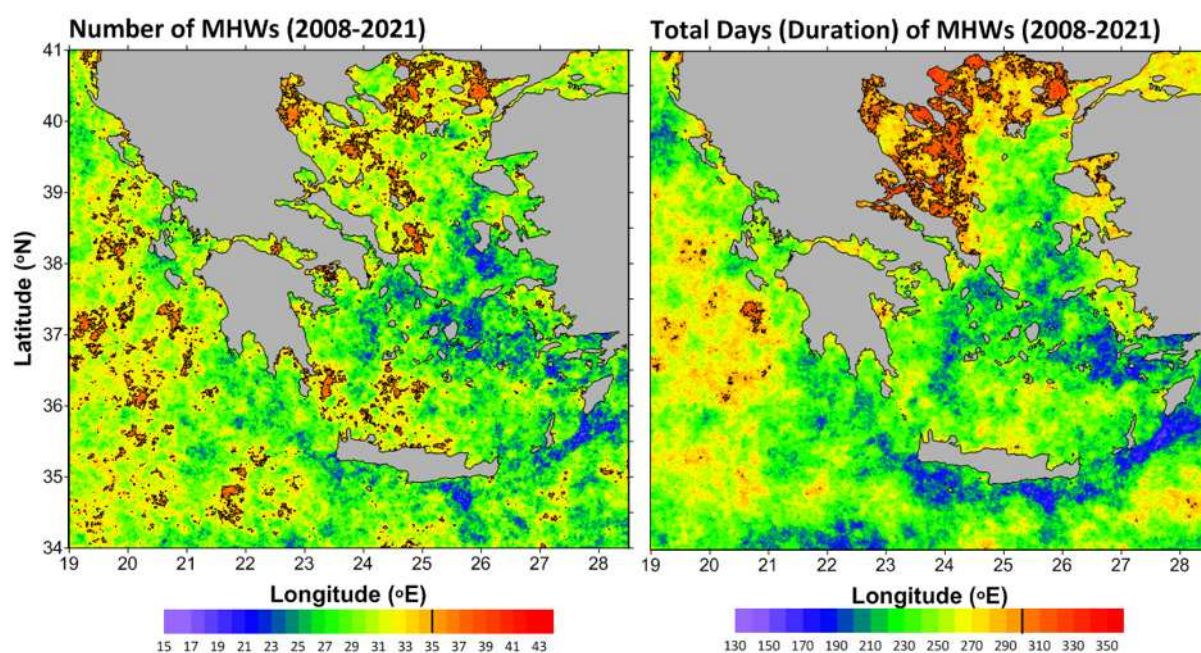 Number of MHWs (2008-2021)
Total Days (Duration) of MHWs (2008-2021)
41
40
39
38
37
36
35
34
Latitude (oN)
19 20 21 22 23 24 25 26 27 28
19 20 21 22 23 24 25 26 27 28
Longitude (oE)
Longitude (oE)
15 17 19 21 23 25 27 29 31 33 35 37 39 41 43
130 150 170 190 210 230 250 270 290 310 330 350